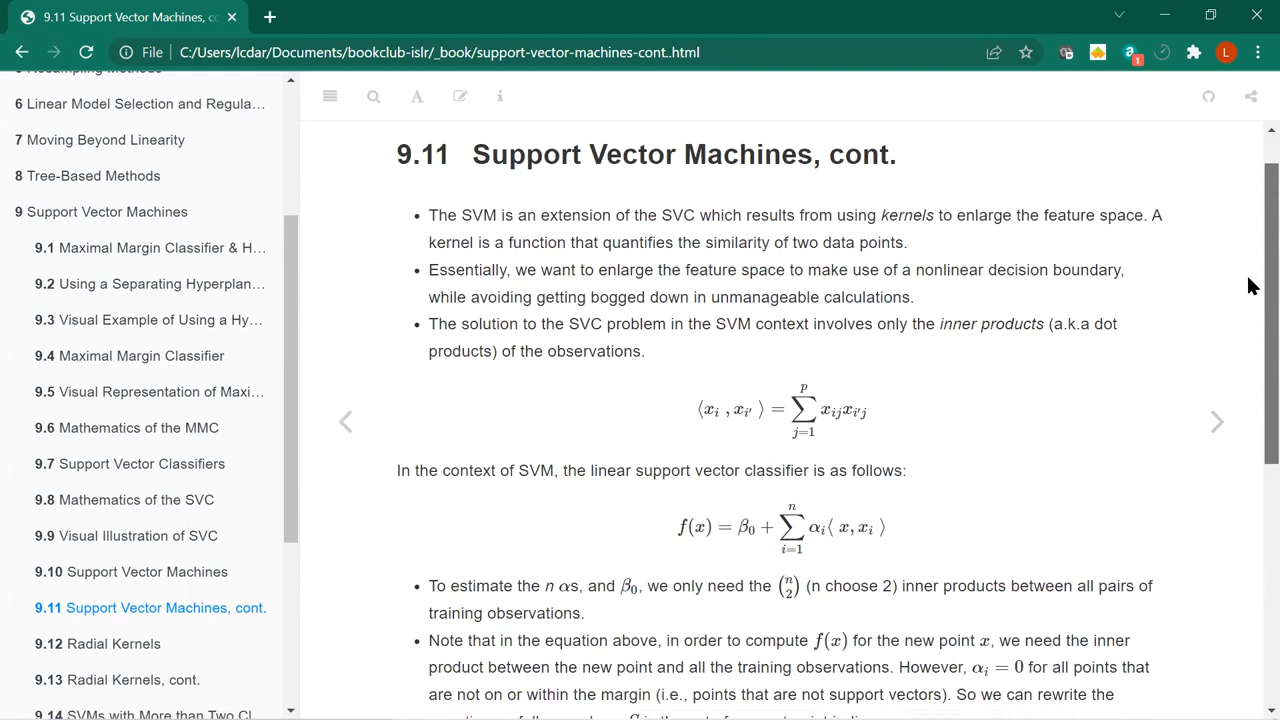 9.11 Support Vector Machines, cc
File C:/Users/lcdar/Documents/bookclub-islr/_book/support-vector-machines-cont..html
1
L
6 Linear Model Selection and Regula...
7 Moving Beyond Linearity
8 Tree-Based Methods
9 Support Vector Machines
9.1 Maximal Margin Classifier & H...
9.2 Using a Separating Hyperplan...
9.3 Visual Example of Using a Hy...
9.4 Maximal Margin Classifier
9.5 Visual Representation of Maxi...
9.6 Mathematics of the MMC
9.7 Support Vector Classifiers
9.8 Mathematics of the SVC
9.9 Visual Illustration of SVC
9.10 Support Vector Machines
9.11 Support Vector Machines, cont.
9.12 Radial Kernels
9.13 Radial Kernels, cont.
9.14 SVMs with More than Two Cl
A
i
9.11 Support Vector Machines, cont.
• The SVM is an extension of the SVC which results from using kernels to enlarge the feature space. A
kernel is a function that quantifies the similarity of two data points.
• Essentially, we want to enlarge the feature space to make use of a nonlinear decision boundary,
while avoiding getting bogged down in unmanageable calculations.
• The solution to the SVC problem in the SVM context involves only the inner products (a.k.a dot
products) of the observations.
⟨x_i , x_{i′} ⟩ = ∑_{j=1}^{p} x_{ij}x_{i′j}
In the context of SVM, the linear support vector classifier is as follows:
f(x) = β_0 + ∑_{i=1}^{n} α_i⟨ x, x_i ⟩
• To estimate the n αs, and β_0, we only need the (n 2) (n choose 2) inner products between all pairs of
training observations.
• Note that in the equation above, in order to compute f(x) for the new point x, we need the inner
product between the new point and all the training observations. However, α_i = 0 for all points that
are not on or within the margin (i.e., points that are not support vectors). So we can rewrite the